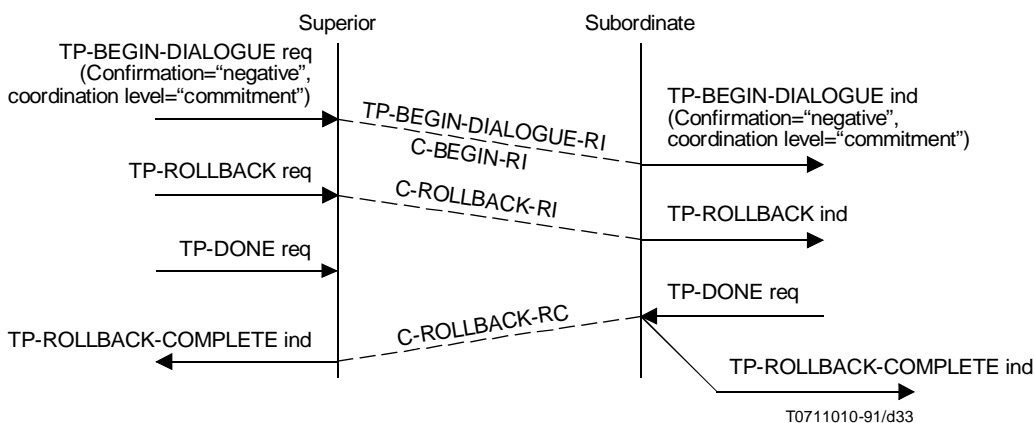 Superior
Subordinate
TP-BEGIN-DIALOGUE req
(Confirmation=“negative”,
coordination level=“commitment”)
TP-BEGIN-DIALOGUE-RI
C-BEGIN-RI
TP-BEGIN-DIALOGUE ind
(Confirmation=“negative”,
coordination level=“commitment”)
TP-ROLLBACK req
C-ROLLBACK-RI
TP-ROLLBACK ind
TP-DONE req
TP-DONE req
C-ROLLBACK-RC
TP-ROLLBACK-COMPLETE ind
TP-ROLLBACK-COMPLETE ind
T0711010-91/d33